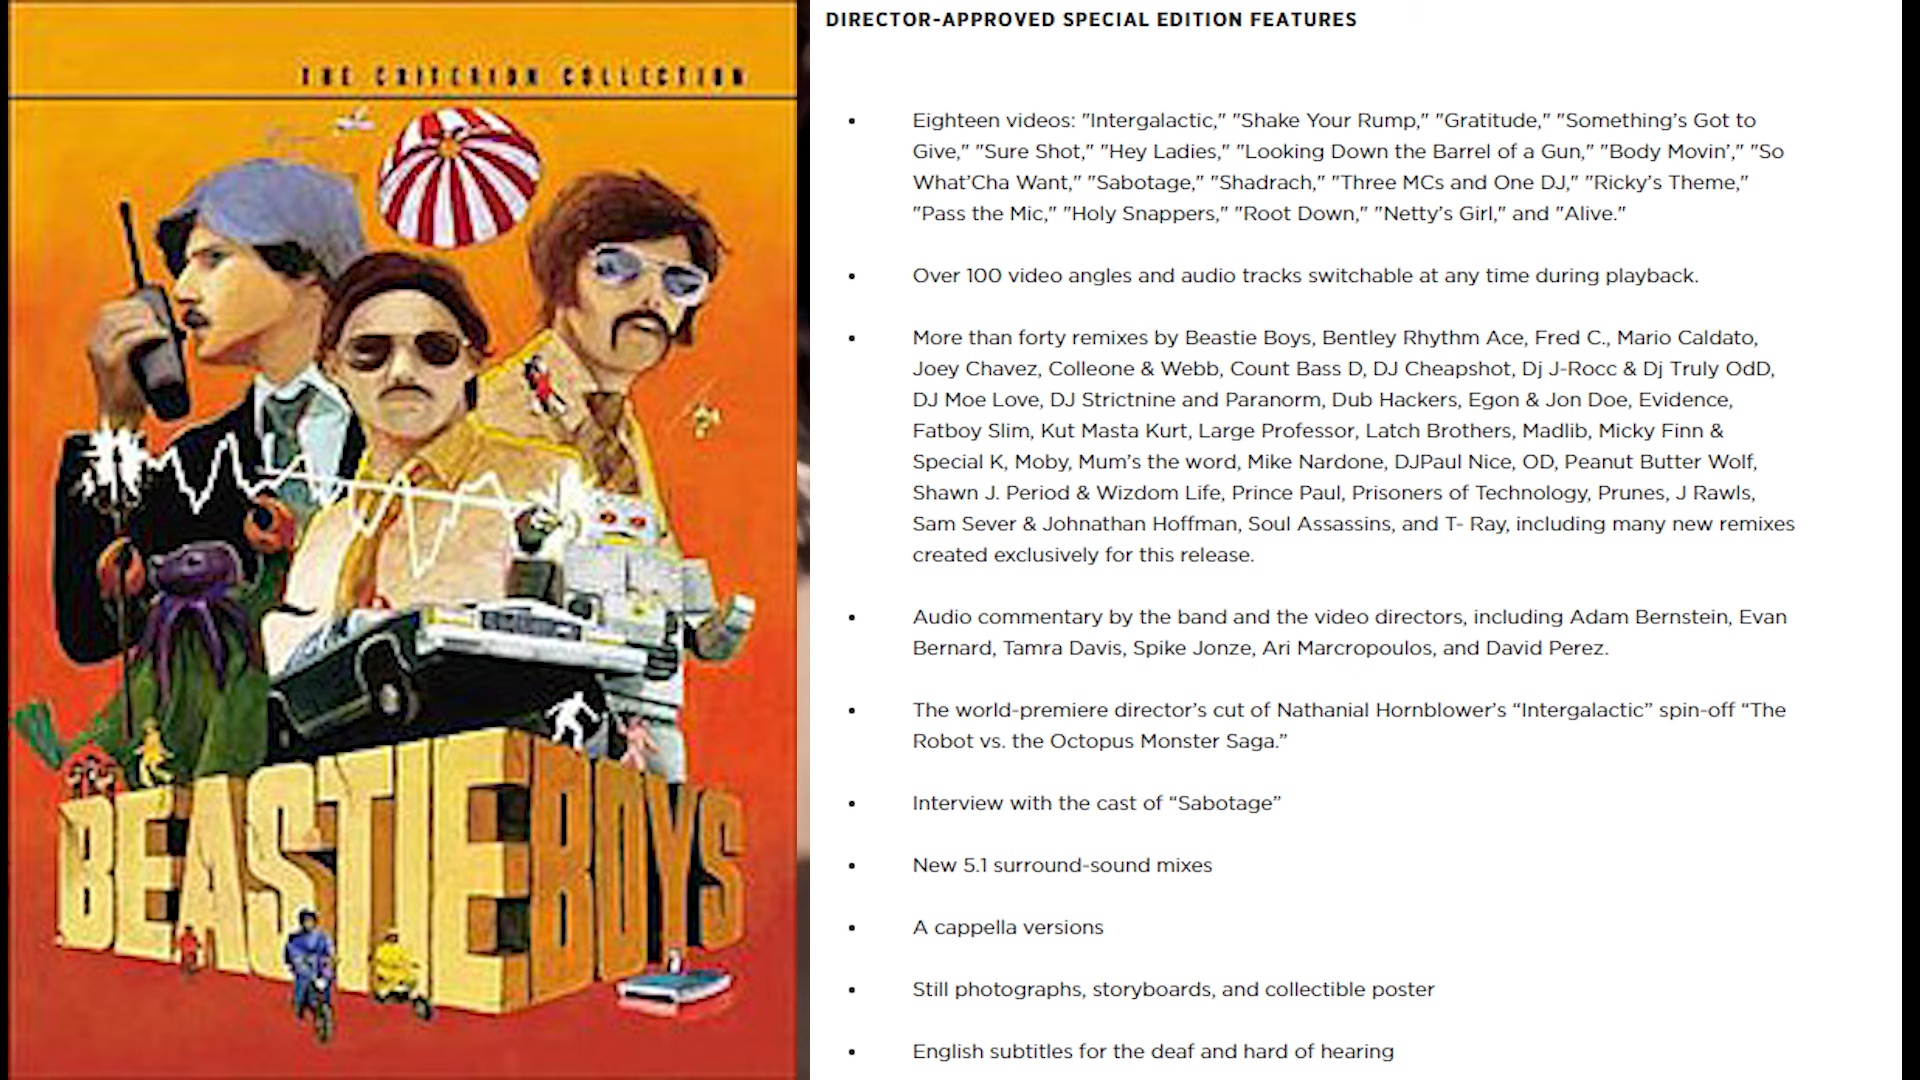 THE CRITERION COLLECTION
BEASTIE BOYS
DIRECTOR-APPROVED SPECIAL EDITION FEATURES
• Eighteen videos: "Intergalactic," "Shake Your Rump," "Gratitude," "Something’s Got to
Give," "Sure Shot," "Hey Ladies," "Looking Down the Barrel of a Gun," "Body Movin’," "So
What’Cha Want," "Sabotage," "Shadrach," "Three MCs and One DJ," "Ricky’s Theme,"
"Pass the Mic," "Holy Snappers," "Root Down," "Netty’s Girl," and "Alive."
• Over 100 video angles and audio tracks switchable at any time during playback.
• More than forty remixes by Beastie Boys, Bentley Rhythm Ace, Fred C., Mario Caldato,
Joey Chavez, Colleone & Webb, Count Bass D, DJ Cheapshot, Dj J-Rocc & Dj Truly OdD,
DJ Moe Love, DJ Strictnine and Paranorm, Dub Hackers, Egon & Jon Doe, Evidence,
Fatboy Slim, Kut Masta Kurt, Large Professor, Latch Brothers, Madlib, Micky Finn &
Special K, Moby, Mum’s the word, Mike Nardone, DJPaul Nice, OD, Peanut Butter Wolf,
Shawn J. Period & Wizdom Life, Prince Paul, Prisoners of Technology, Prunes, J Rawls,
Sam Sever & Johnathan Hoffman, Soul Assassins, and T- Ray, including many new remixes
created exclusively for this release.
• Audio commentary by the band and the video directors, including Adam Bernstein, Evan
Bernard, Tamra Davis, Spike Jonze, Ari Marcropoulos, and David Perez.
• The world-premiere director’s cut of Nathanial Hornblower’s “Intergalactic” spin-off “The
Robot vs. the Octopus Monster Saga.”
• Interview with the cast of “Sabotage”
• New 5.1 surround-sound mixes
• A cappella versions
• Still photographs, storyboards, and collectible poster
• English subtitles for the deaf and hard of hearing